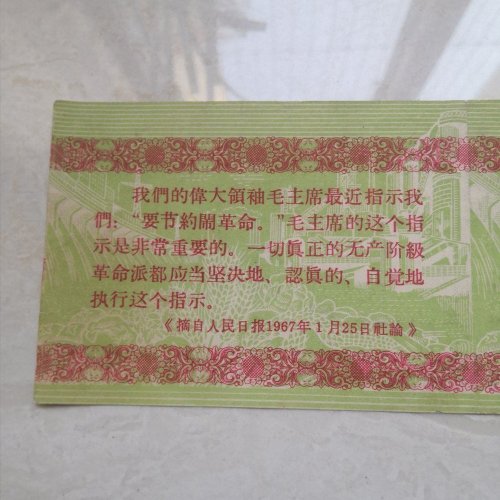 我們的偉大領袖毛主席最近指示我
們：“要节約鬧革命。”毛主席的这个指
示是非常重要的。一切眞正的无产阶級
革命派都应当坚决地、認眞的、自覚地
执行这个指示。
《摘自人民日报1967年1月25日社論》